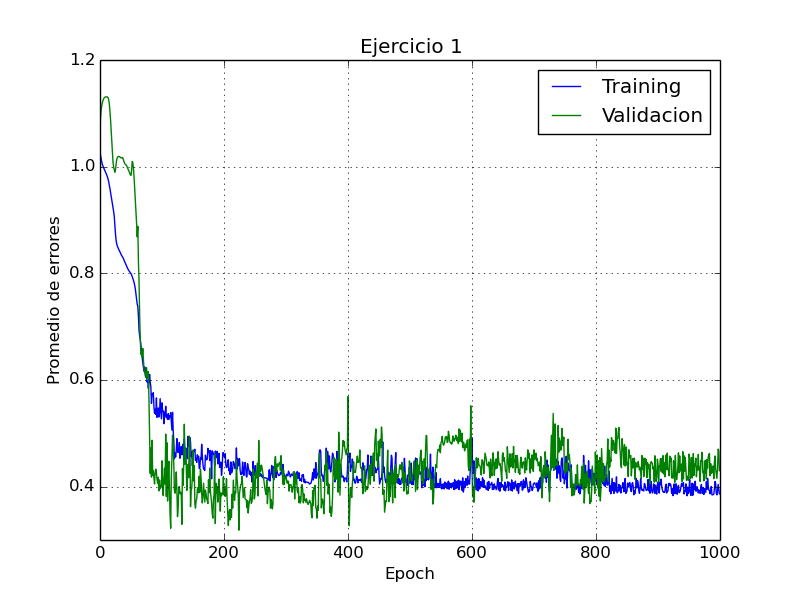 Ejercicio 1
Training
Validacion
Promedio de errores
1.2
1.0
0.8
0.6
0.4
0
200
400
600
800
1000
Epoch